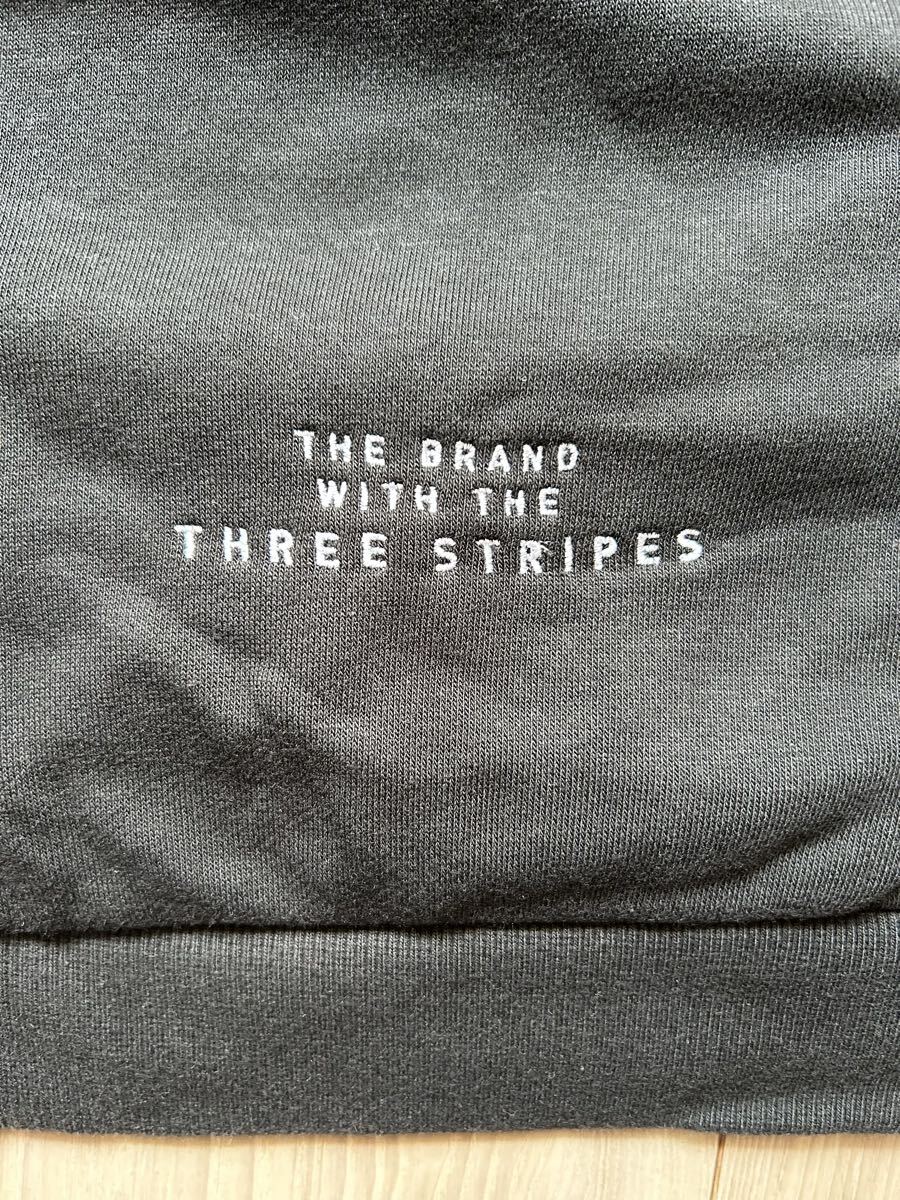 THE BRAND
WITH THE
THREE STRIPES